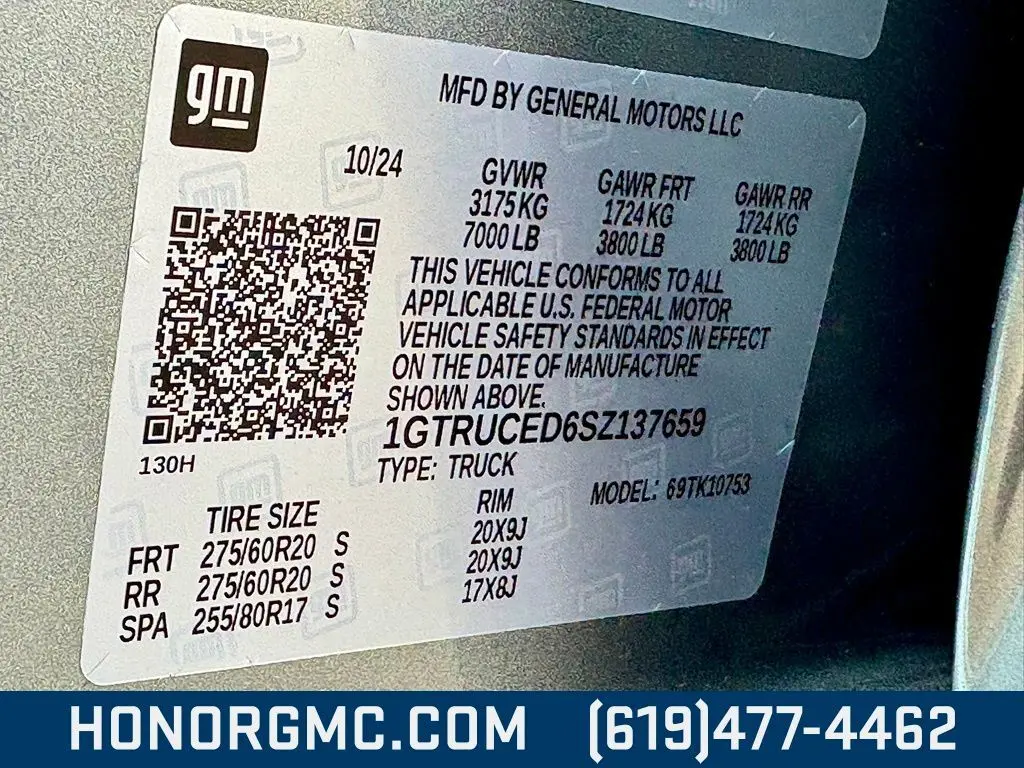 gm
MFD BY GENERAL MOTORS LLC
10/24
GVWR GAWR FRT GAWR RR
3175 KG 1724 KG 1724 KG
7000 LB 3800 LB 3800 LB
THIS VEHICLE CONFORMS TO ALL
APPLICABLE U.S. FEDERAL MOTOR
VEHICLE SAFETY STANDARDS IN EFFECT
ON THE DATE OF MANUFACTURE
SHOWN ABOVE.
1GTRUCED6SZ137659
130H
TYPE: TRUCK MODEL: 69TK10753
TIRE SIZE RIM
FRT 275/60R20 S 20X9J
RR 275/60R20 S 20X9J
SPA 255/80R17 S 17X8J
HONORGMC.COM (619)477-4462